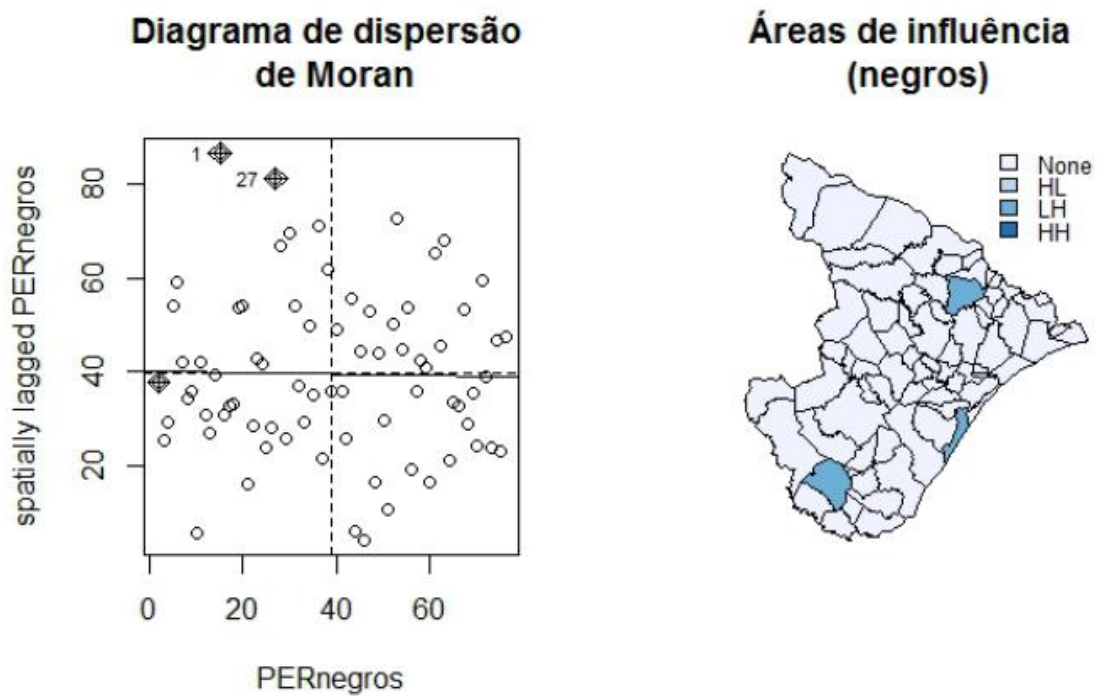 Diagrama de dispersão
de Moran
spatially lagged PERnegros
80
60
40
20
1
27
0
20
40
60
PERnegros
Áreas de influência
(negros)
None
HL
LH
HH